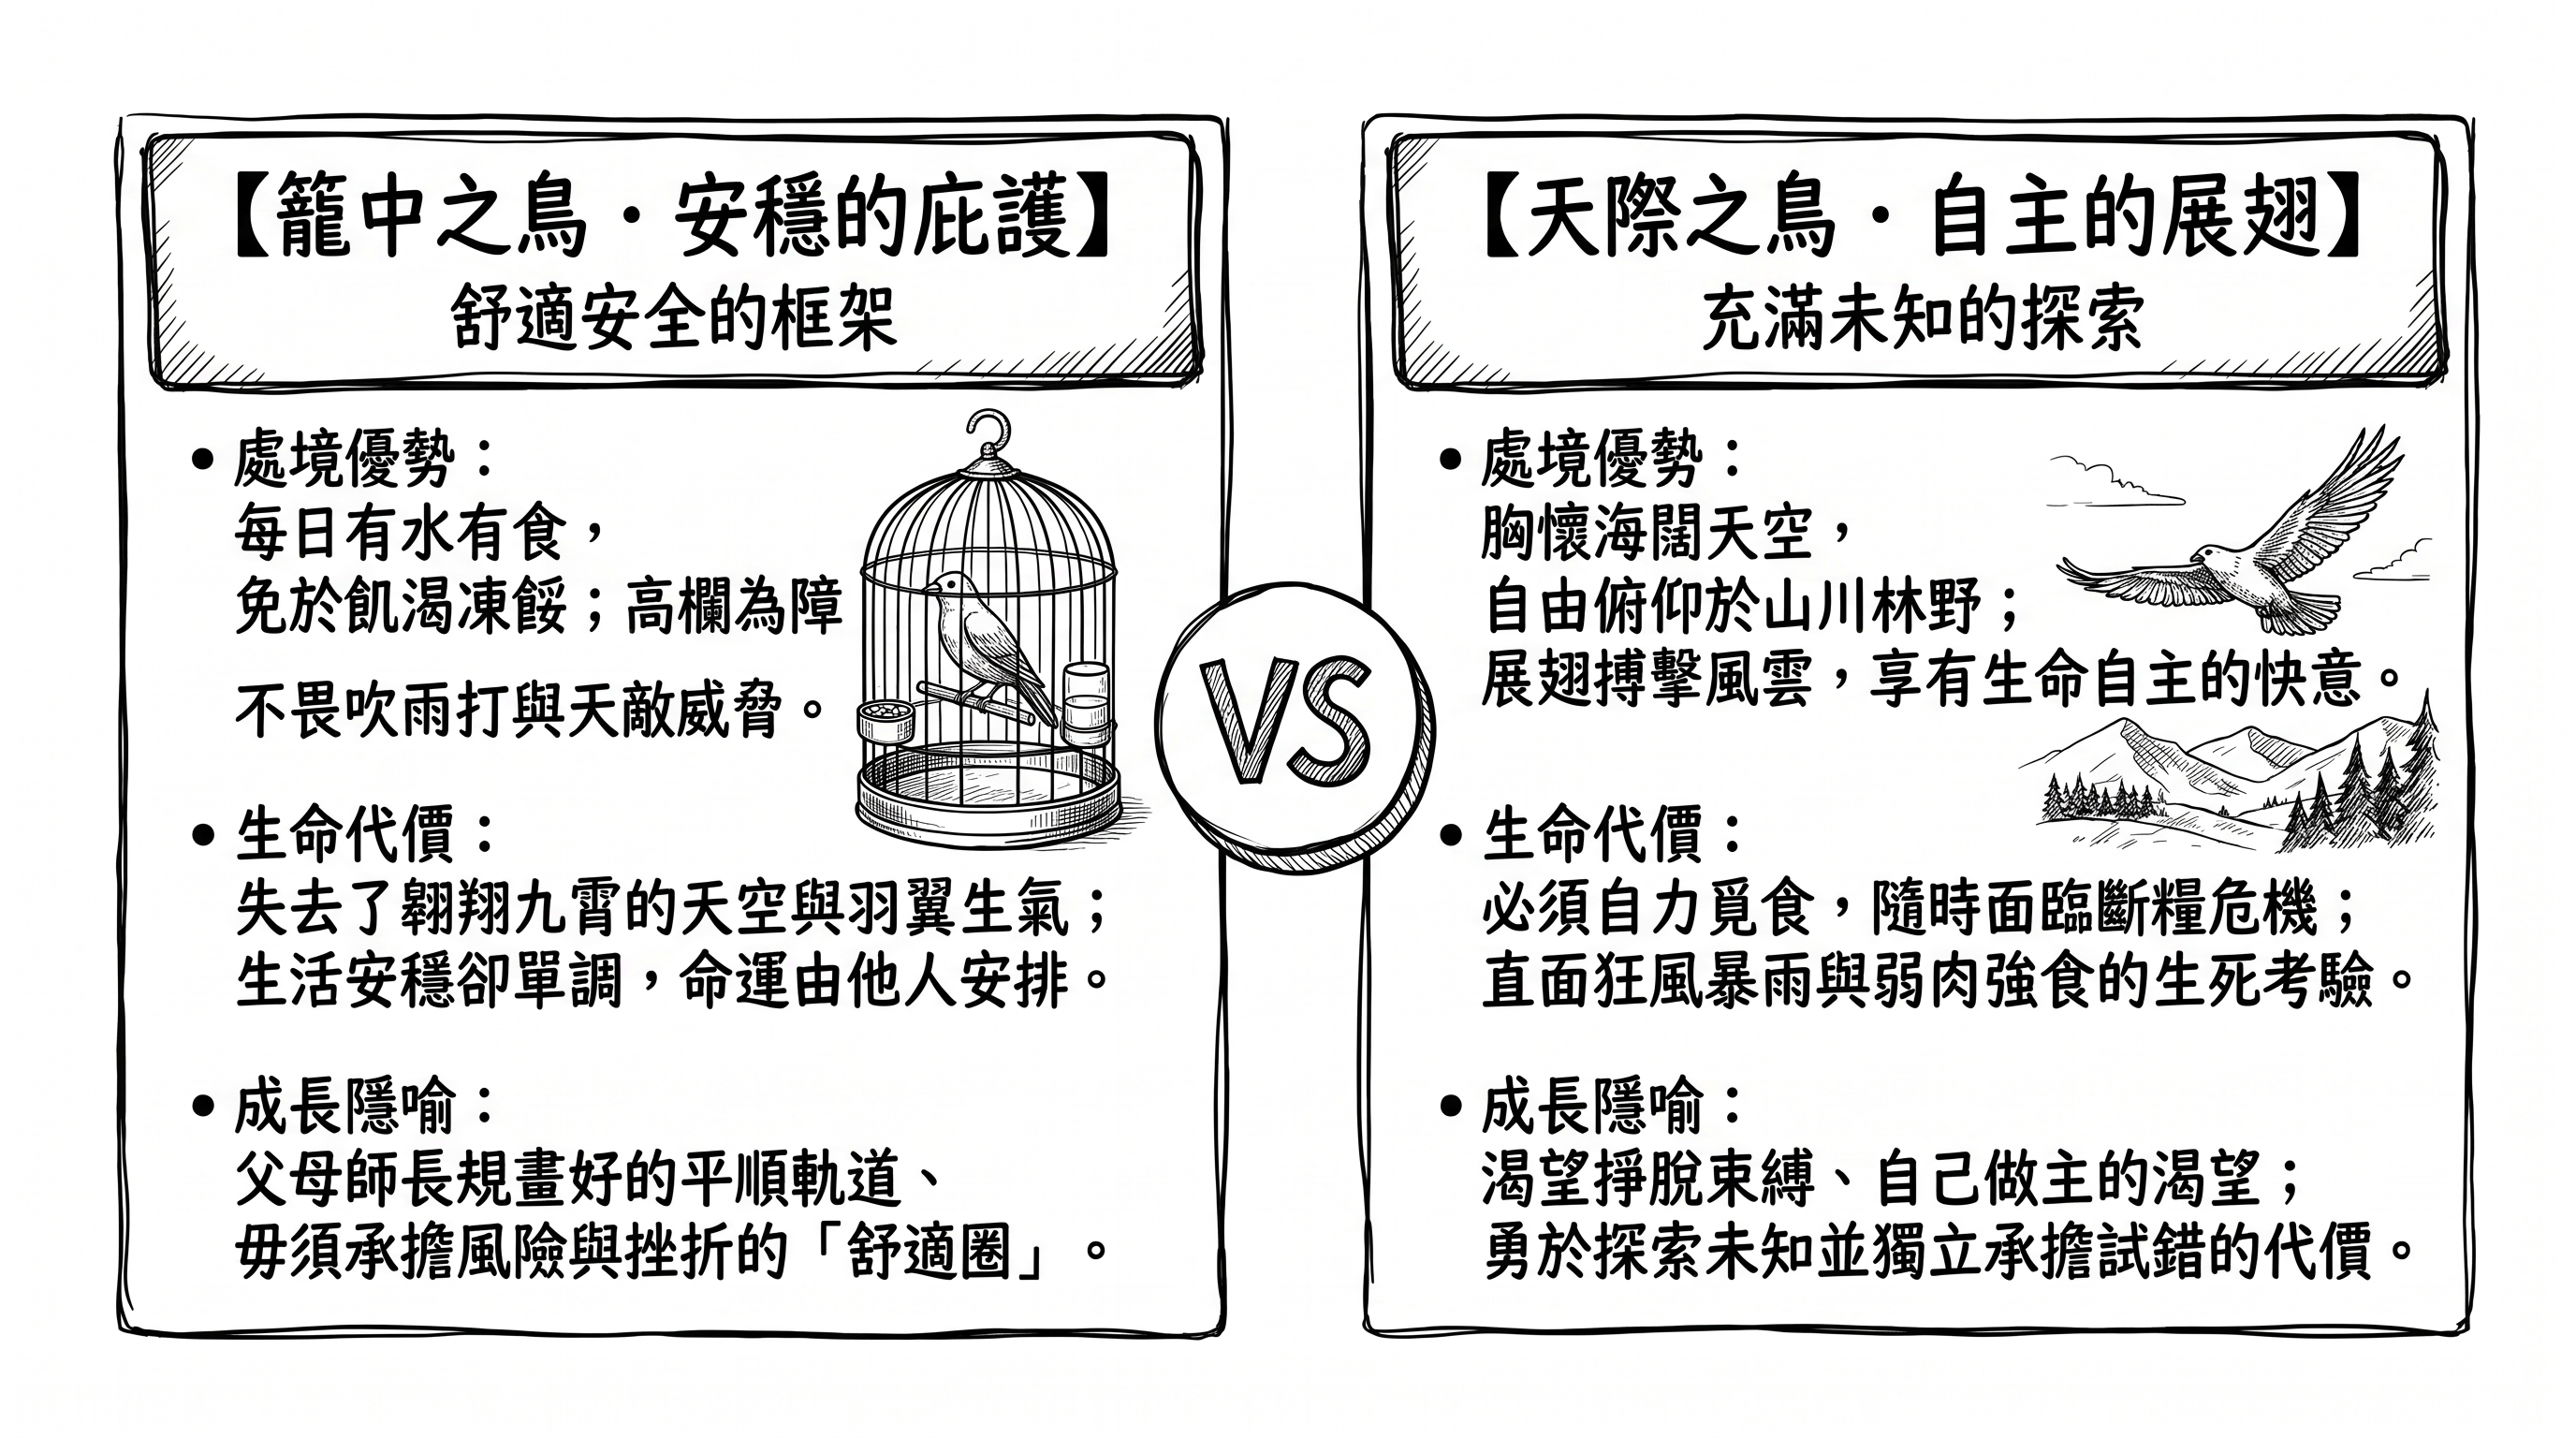 【籠中之鳥・安穩的庇護】
舒適安全的框架
• 處境優勢：
每日有水有食，
免於飢渴凍餒；高欄為障
不畏吹雨打與天敵威脅。
• 生命代價：
失去了翱翔九霄的天空與羽翼生氣；
生活安穩卻單調，命運由他人安排。
• 成長隱喻：
父母師長規畫好的平順軌道、
毋須承擔風險與挫折的「舒適圈」。
VS
【天際之鳥・自主的展翅】
充滿未知的探索
• 處境優勢：
胸懷海闊天空，
自由俯仰於山川林野；
展翅搏擊風雲，享有生命自主的快意。
• 生命代價：
必須自力覓食，隨時面臨斷糧危機；
直面狂風暴雨與弱肉強食的生死考驗。
• 成長隱喻：
渴望掙脫束縛、自己做主的渴望；
勇於探索未知並獨立承擔試錯的代價。